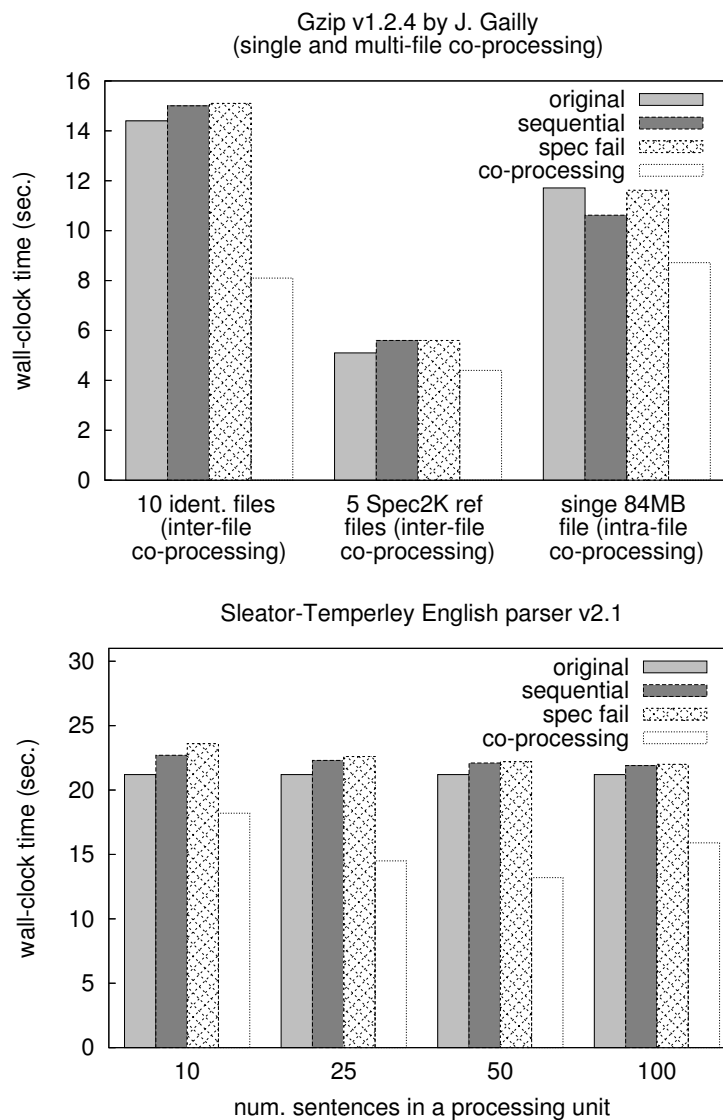 Gzip v1.2.4 by J. Gailly
(single and multi-file co-processing)
16
14
12
10
8
6
4
2
0
wall-clock time (sec.)
original
sequential
spec fail
co-processing
10 ident. files
(inter-file
co-processing)
5 Spec2K ref
files (inter-file
co-processing)
singe 84MB
file (intra-file
co-processing)
Sleator-Temperley English parser v2.1
30
25
20
15
10
5
0
wall-clock time (sec.)
original
sequential
spec fail
co-processing
10
25
50
100
num. sentences in a processing unit